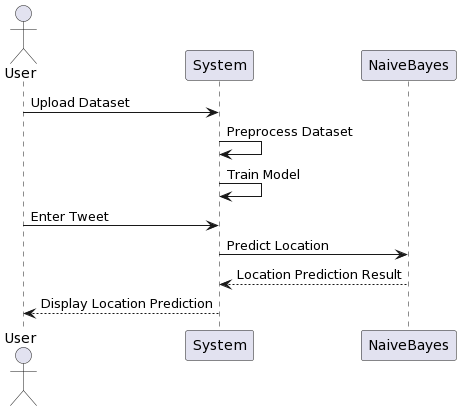 User
System
NaiveBayes
Upload Dataset
Preprocess Dataset
Train Model
Enter Tweet
Predict Location
Location Prediction Result
Display Location Prediction
User
System
NaiveBayes